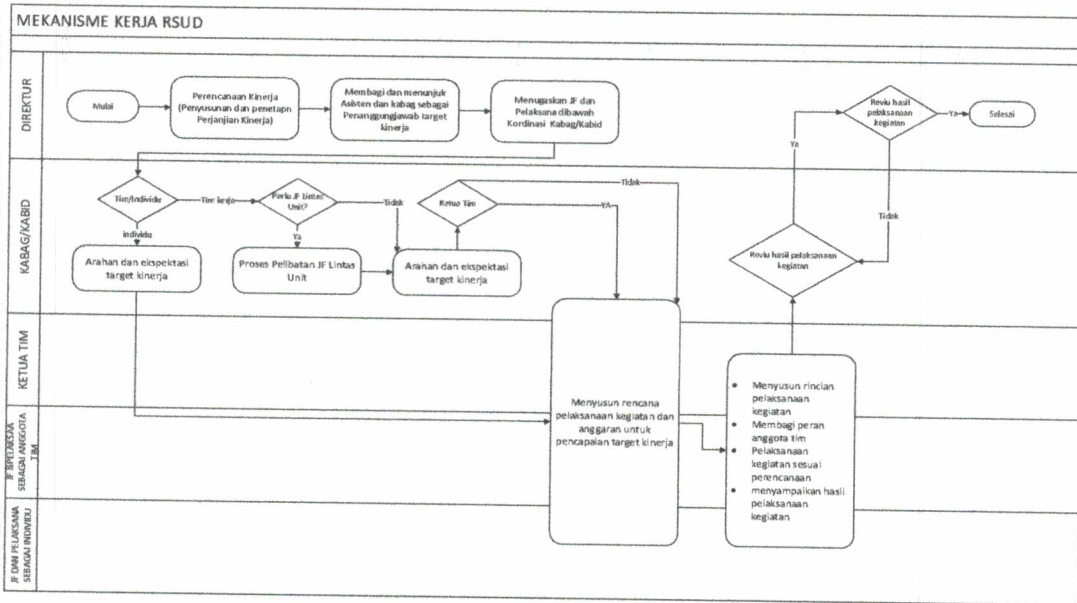 MEKANISME KERJA RSUD
DIREKTUR
Mulai
Perencanaan Kinerja
(Penyusunan dan penetapn
Perjanjian Kinerja)
Membagi dan menunjuk
Asisten dan kabag sebagai
Penanggungjawab target
kinerja
Menugaskan JF dan
Pelaksana dibawah
Kordinasi Kabag/Kabid
Reviu hasil
pelaksanaan
kegiatan
Ya
Selesai
Ya
Tidak
KABAG/KABID
Tim/Individu
Tim kerja
individu
Perlu JF Lintas
Unit?
Tidak
Ya
Ketua Tim
Tidak
YA
Arahan dan ekspektasi
target kinerja
Proses Pelibatan JF Lintas
Unit
Arahan dan ekspektasi
target kinerja
Reviu hasil pelaksanaan
kegiatan
KETUA TIM
Menyusun rencana
pelaksanaan kegiatan dan
anggaran untuk
pencapaian target kinerja
• Menyusun rincian
pelaksanaan
kegiatan
• Membagi peran
anggota tim
• Pelaksanaan
kegiatan sesuai
perencanaan
• menyampaikan hasil
pelaksanaan
kegiatan
JF &PELAKSAA
SEBAGAI ANGGOTA
TIM
JF DAN PELAKSANA
SEBAGAI INDIVIDU